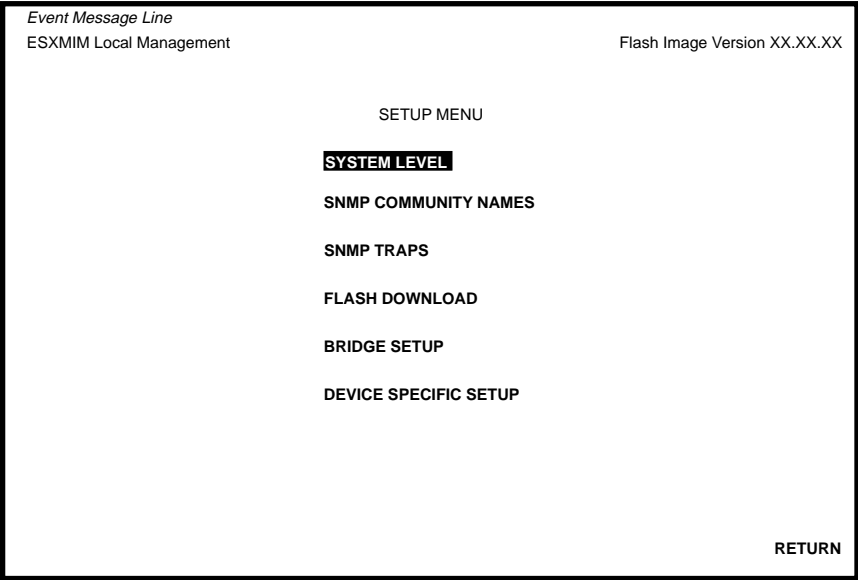 Event Message Line
ESXMIM Local Management Flash Image Version XX.XX.XX
SETUP MENU
SYSTEM LEVEL
SNMP COMMUNITY NAMES
SNMP TRAPS
FLASH DOWNLOAD
BRIDGE SETUP
DEVICE SPECIFIC SETUP
RETURN